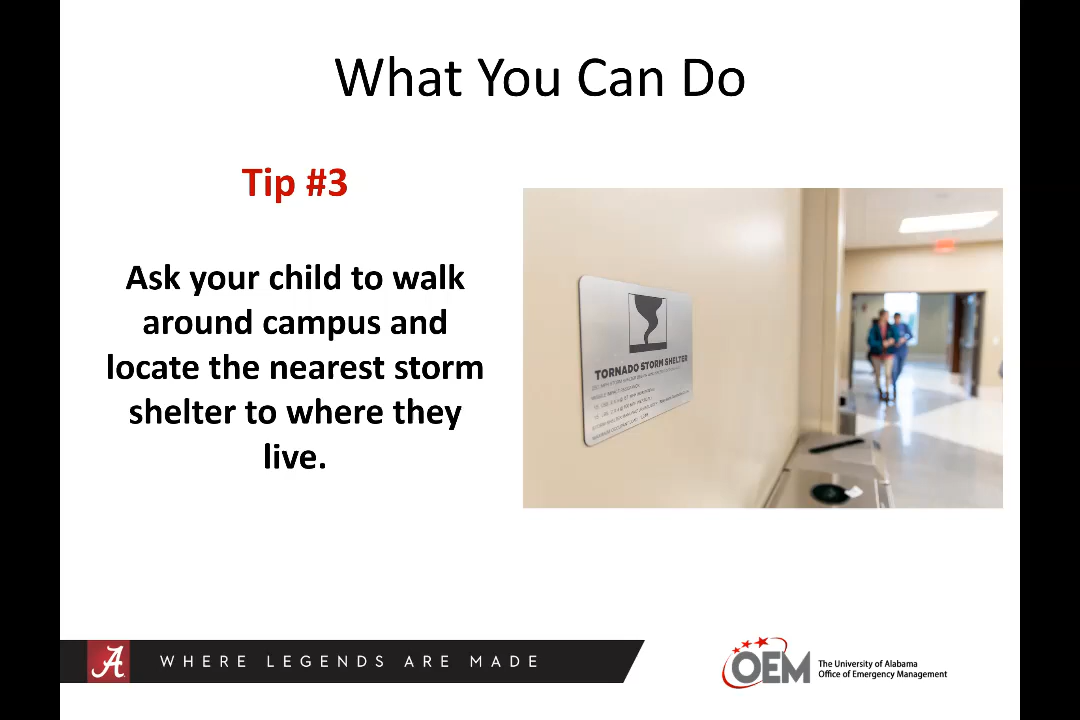 What You Can Do
Tip #3
Ask your child to walk
around campus and
locate the nearest storm
shelter to where they
live.
TORNADO STORM SHELTER
A
WHERE LEGENDS ARE MADE
OEM
The University of Alabama
Office of Emergency Management